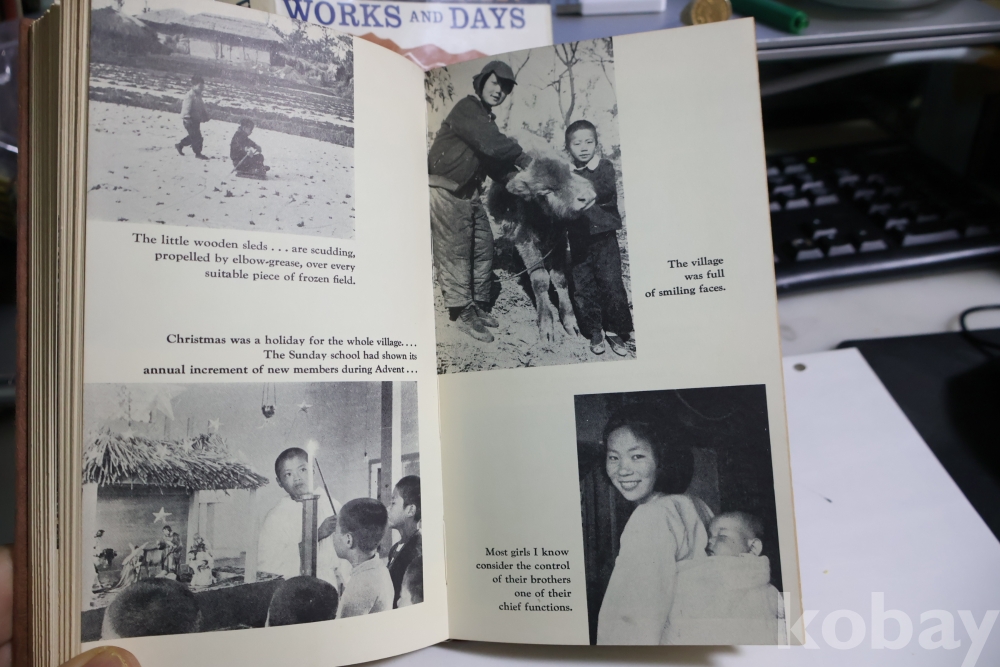 WORKS AND DAYS
The little wooden sleds . . . are scudding,
propelled by elbow-grease, over every
suitable piece of frozen field.
Christmas was a holiday for the whole village. . . .
The Sunday school had shown its
annual increment of new members during Advent . . .
The village
was full
of smiling faces.
Most girls I know
consider the control
of their brothers
one of their
chief functions.
kobay